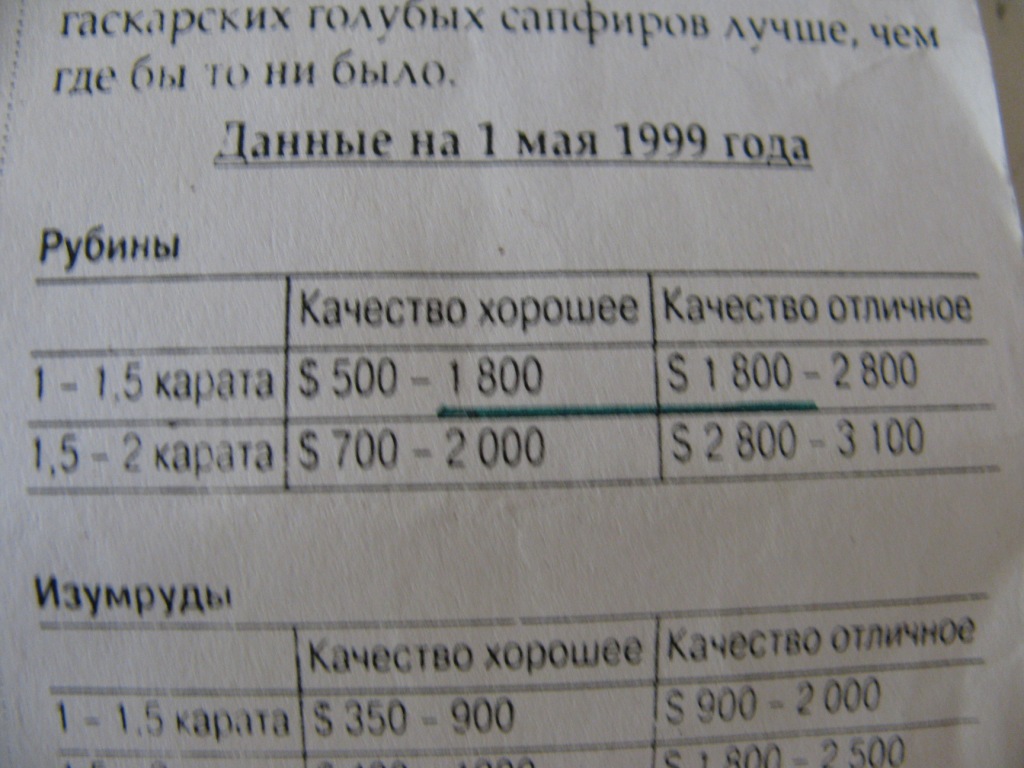 гаскарских голубых сапфиров лучше, чем
где бы то ни было.
Данные на 1 мая 1999 года
Рубины
Качество хорошее Качество отличное
1 – 1,5 карата $ 500 – 1 800 $ 1 800 – 2 800
1,5 – 2 карата $ 700 – 2 000 $ 2 800 – 3 100
Изумруды
Качество хорошее Качество отличное
1 – 1,5 карата $ 350 – 900 $ 900 – 2 000
$ 1 800 – 2 500